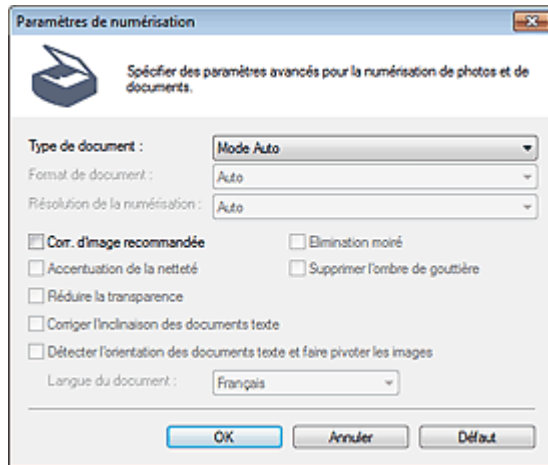 Paramètres de numérisation
Spécifier des paramètres avancés pour la numérisation de photos et de
documents.
Type de document : Mode Auto
Format de document : Auto
Résolution de la numérisation : Auto
Corr. d'image recommandée Elimination moiré
Accentuation de la netteté Supprimer l'ombre de gouttière
Réduire la transparence
Corriger l'inclinaison des documents texte
Détecter l'orientation des documents texte et faire pivoter les images
Langue du document : Français
OK Annuler Défaut